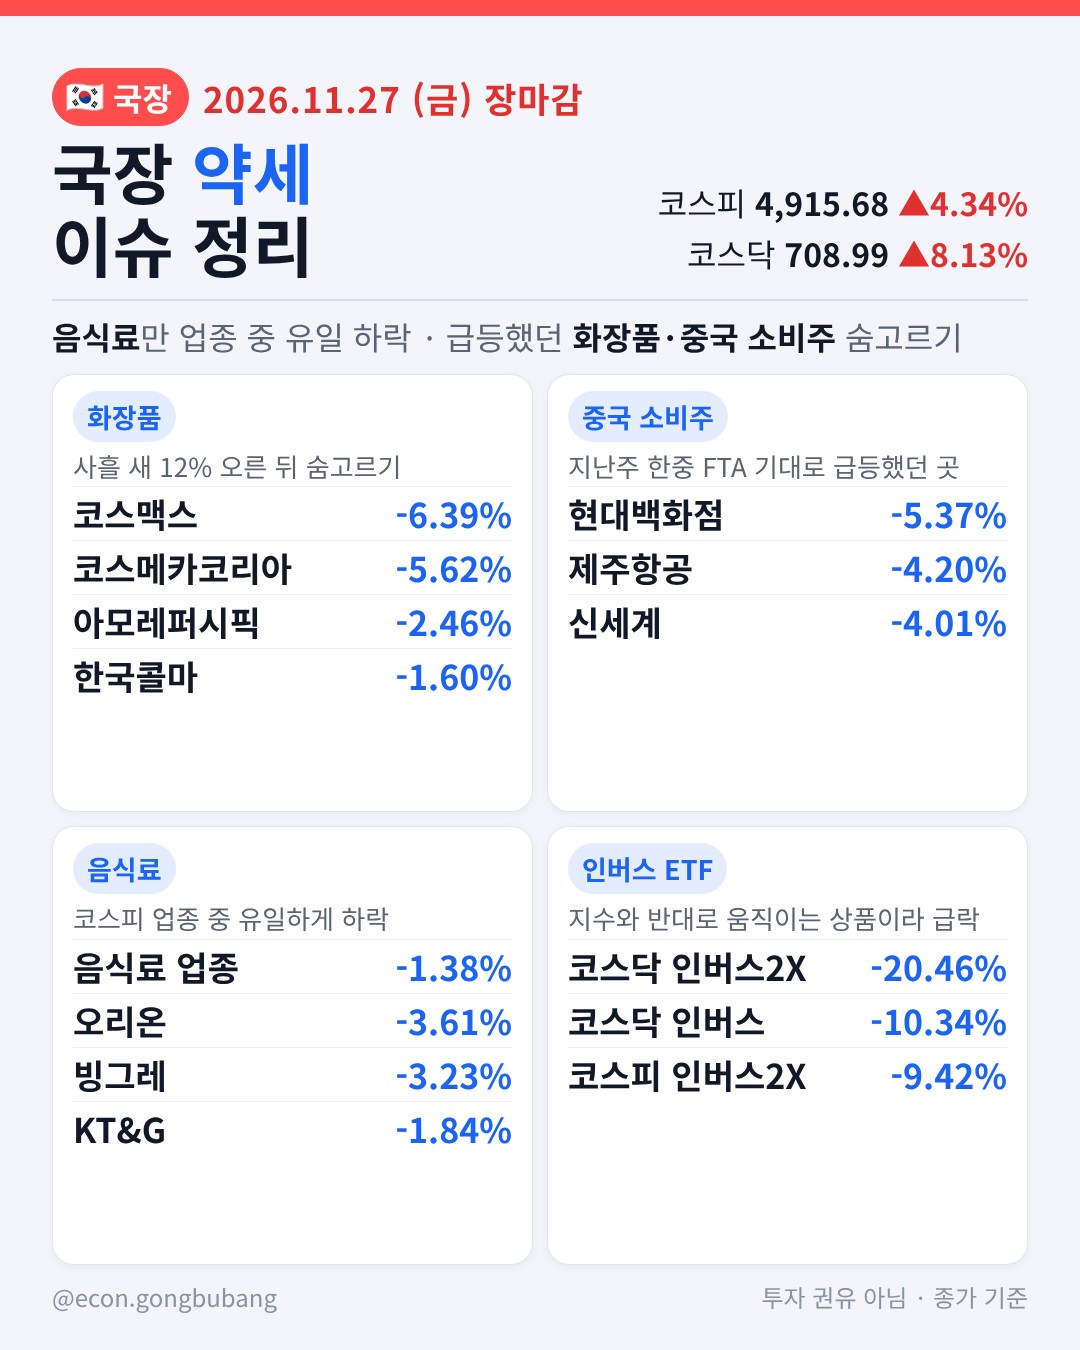 국장
2026.11.27 (금) 장마감
국장 약세
이슈 정리
코스피 4,915.68 ▲4.34%
코스닥 708.99 ▲8.13%
음식료만 업종 중 유일 하락 · 급등했던 화장품·중국 소비주 숨고르기
화장품
사흘 새 12% 오른 뒤 숨고르기
코스맥스 -6.39%
코스메카코리아 -5.62%
아모레퍼시픽 -2.46%
한국콜마 -1.60%
중국 소비주
지난주 한중 FTA 기대로 급등했던 곳
현대백화점 -5.37%
제주항공 -4.20%
신세계 -4.01%
음식료
코스피 업종 중 유일하게 하락
음식료 업종 -1.38%
오리온 -3.61%
빙그레 -3.23%
KT&G -1.84%
인버스 ETF
지수와 반대로 움직이는 상품이라 급락
코스닥 인버스2X -20.46%
코스닥 인버스 -10.34%
코스피 인버스2X -9.42%
@econ.gongbubang
투자 권유 아님 · 종가 기준